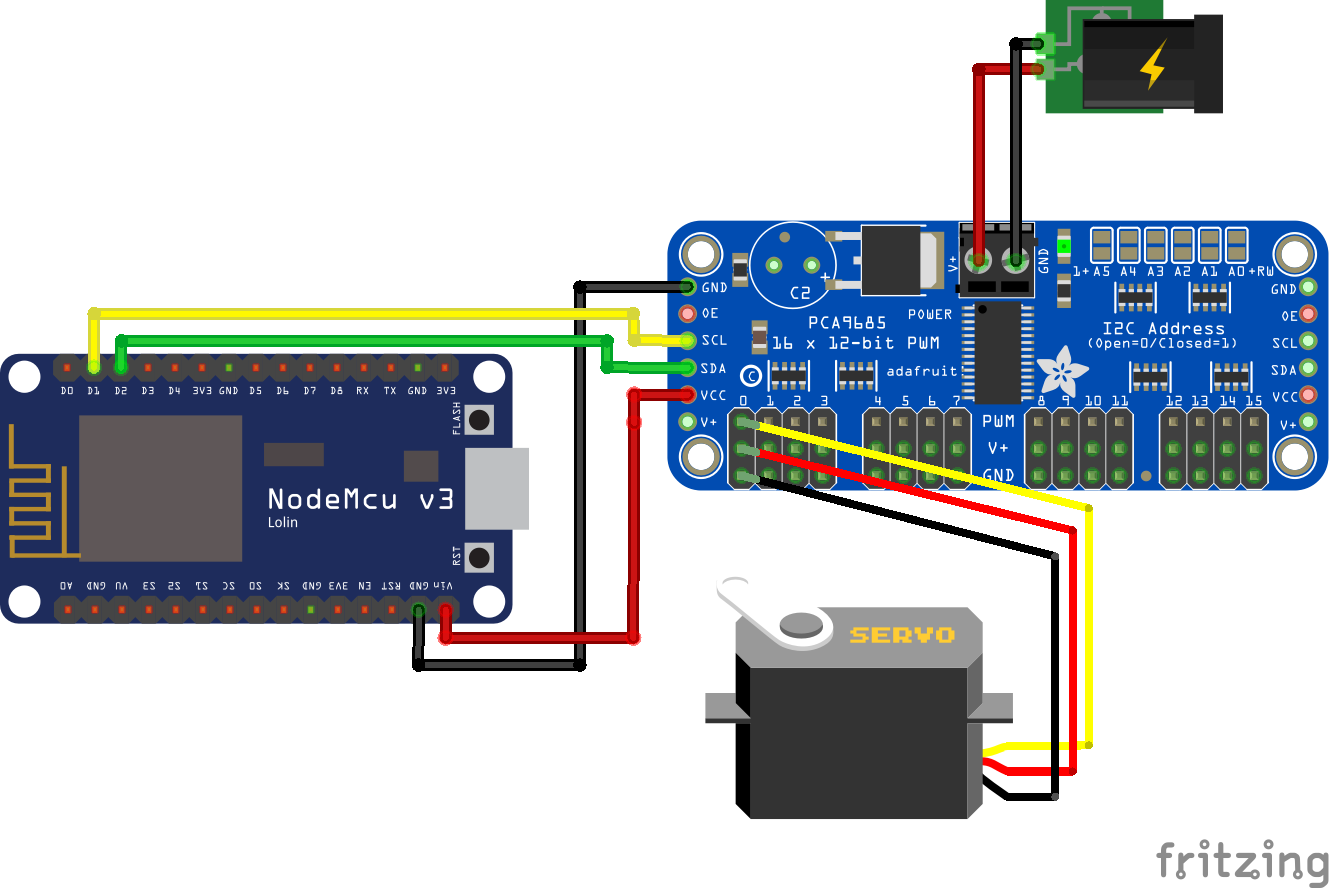 V+
GND
1+ A5 A4 A3 A2 A1 A0 +RW
C2
+
GND
OE
SCL
SDA
VCC
V+
PCA9685
POWER
16 x 12-bit PWM
adafruit
C
I2C Address
(Open=0/Closed=1)
GND
OE
SCL
SDA
VCC
V+
0 1 2 3 4 5 6 7 8 9 10 11 12 13 14 15
PWM
V+
GND
D0 D1 D2 D3 D4 3V3 GND D5 D6 D7 D8 RX TX GND 3V3
FLASH
NodeMcu v3
Lolin
RST
A0 GND VU S3 S2 S1 SC S0 SK GND 3V3 EN RST GND Vin
SERVO
fritzing